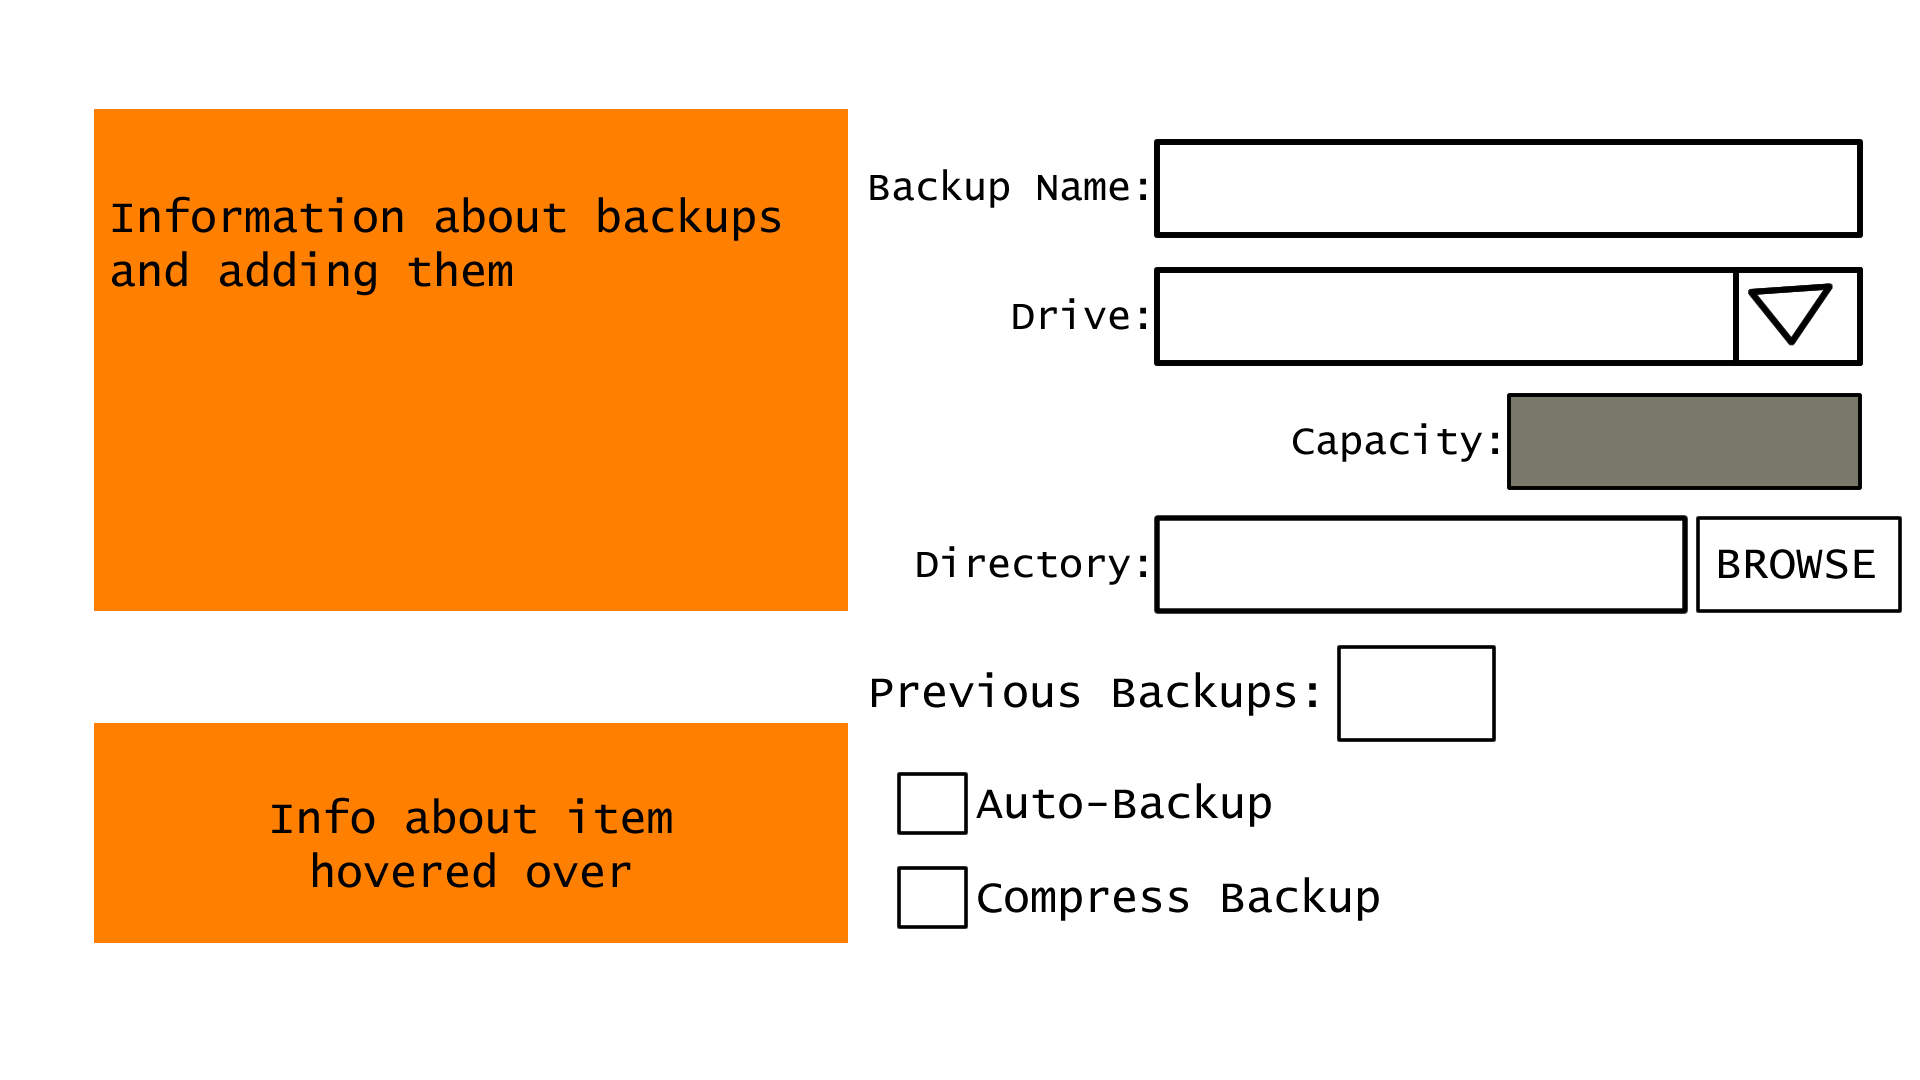 Information about backups
and adding them
Info about item
hovered over
Backup Name:
Drive:
Capacity:
Directory:
BROWSE
Previous Backups:
Auto-Backup
Compress Backup